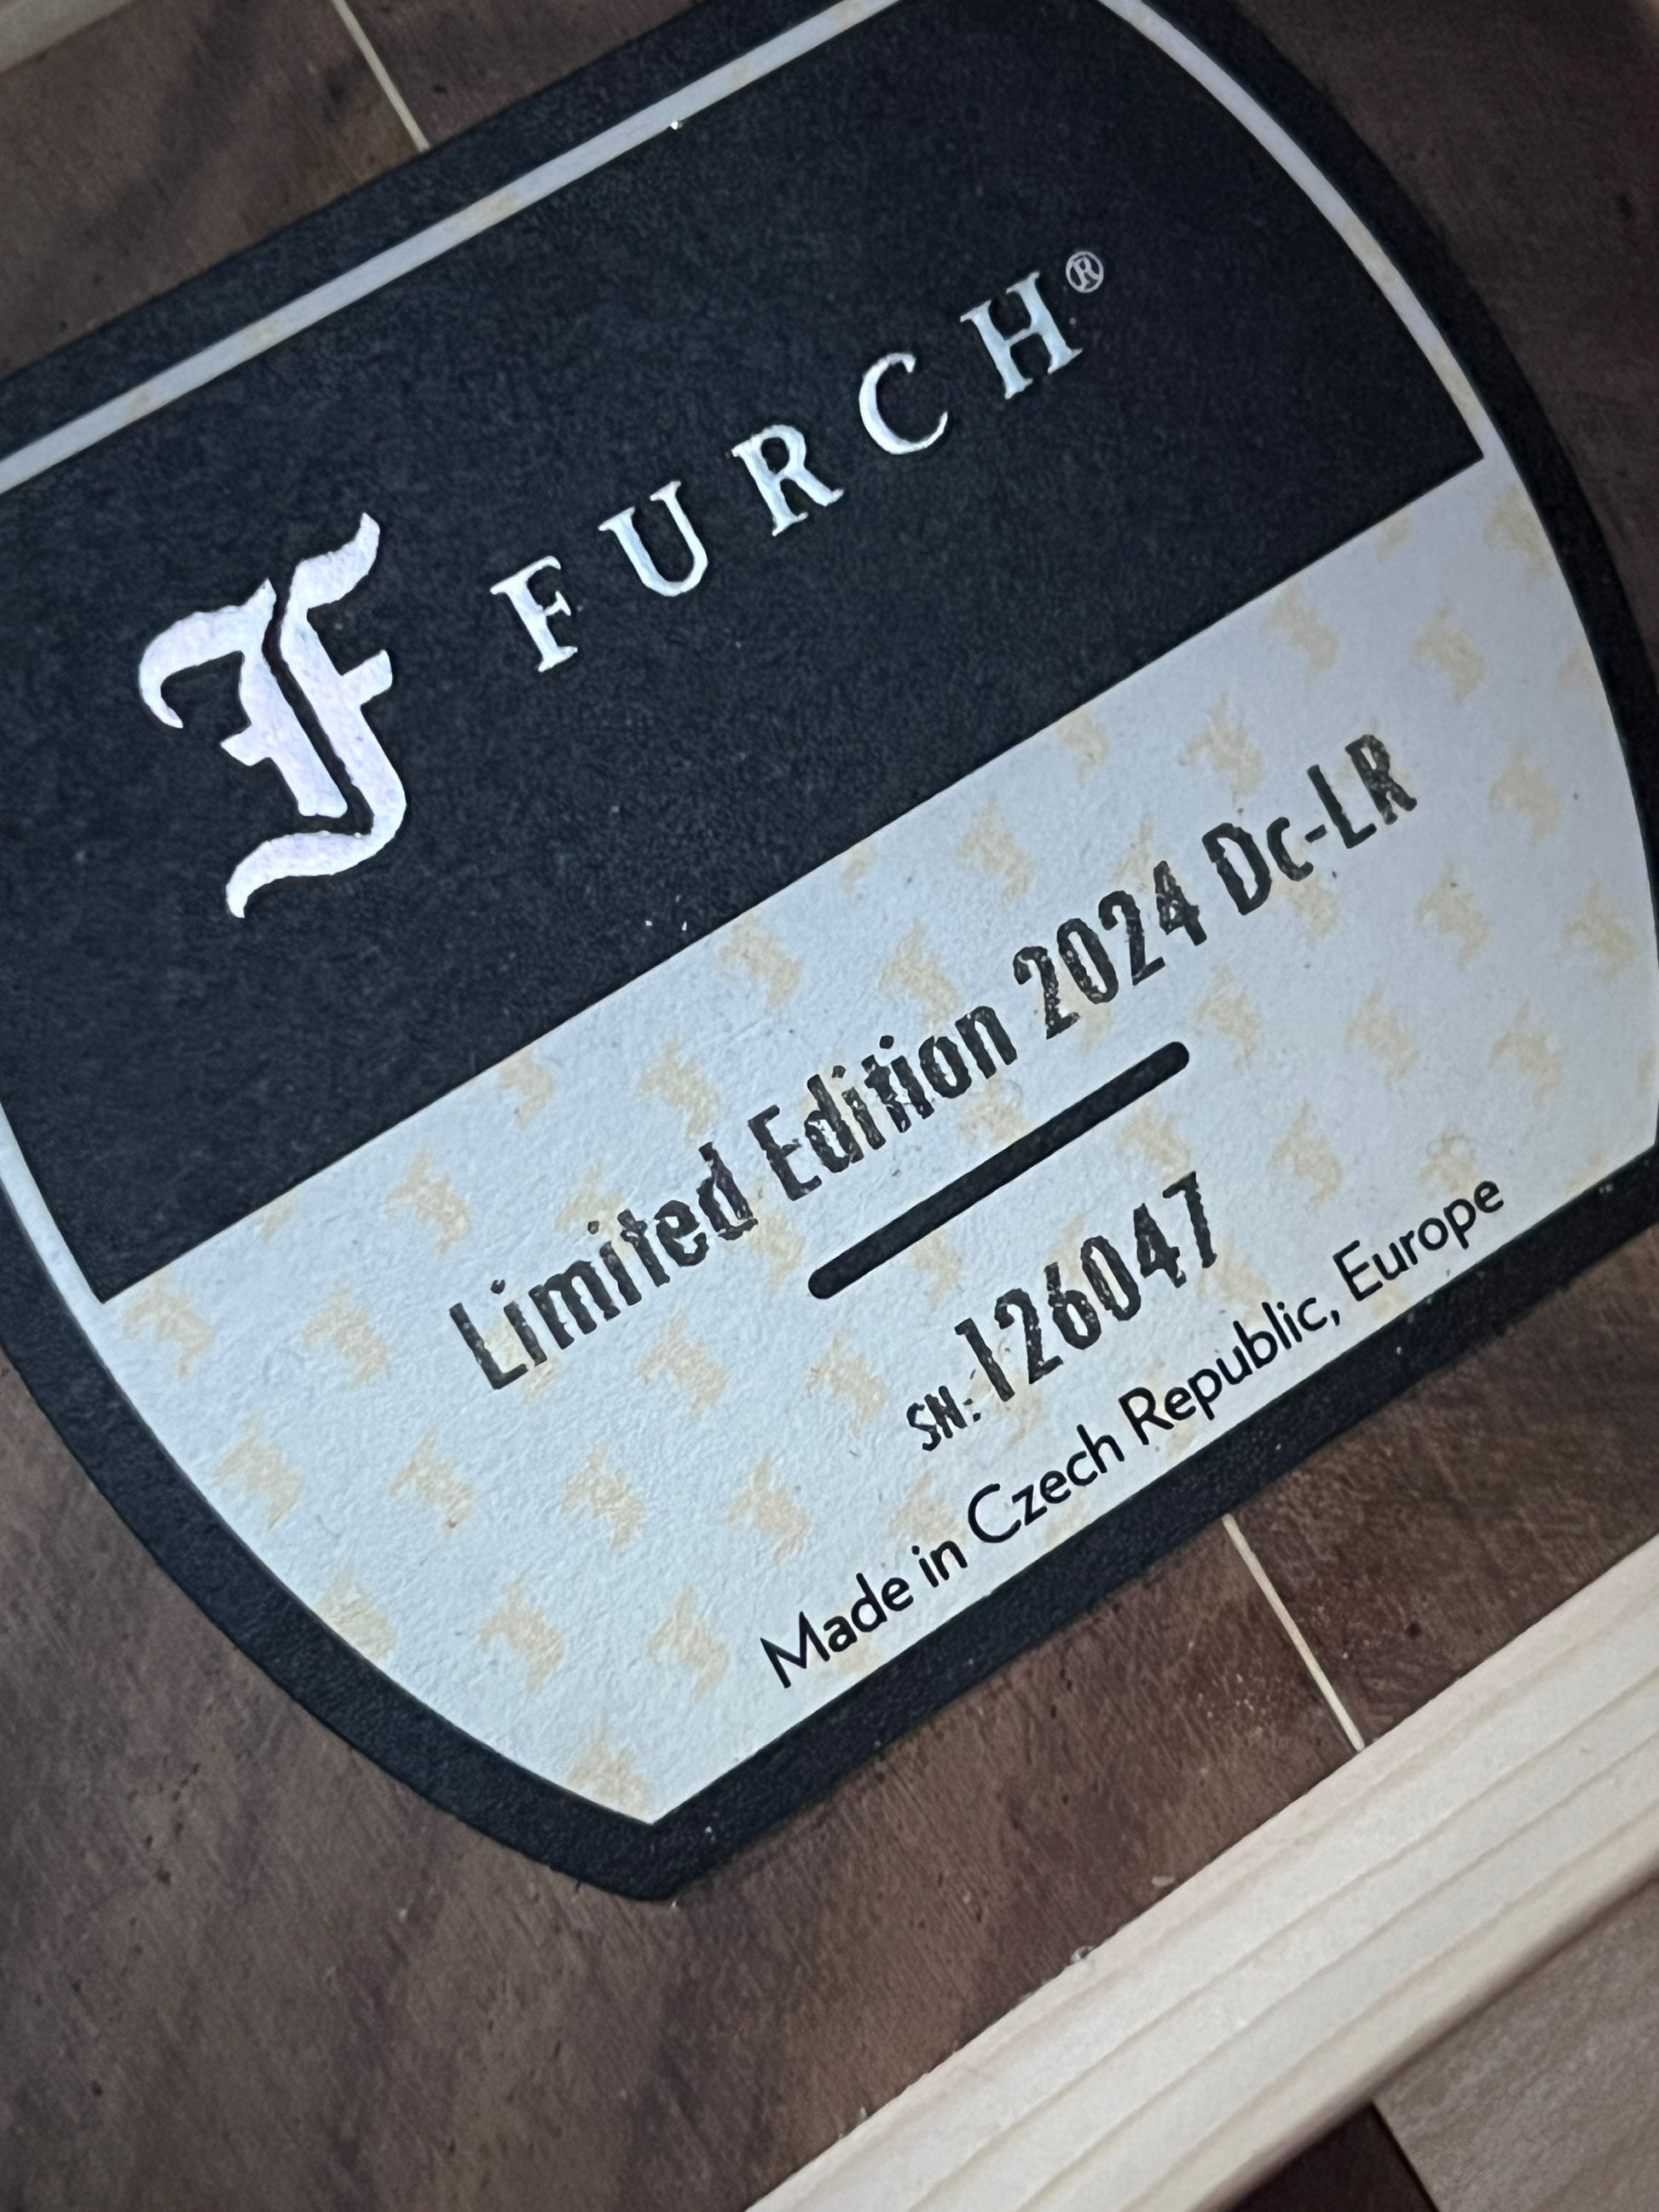 F FURCH®
Limited Edition 2024 Dc-LR
SN: 126047
Made in Czech Republic, Europe